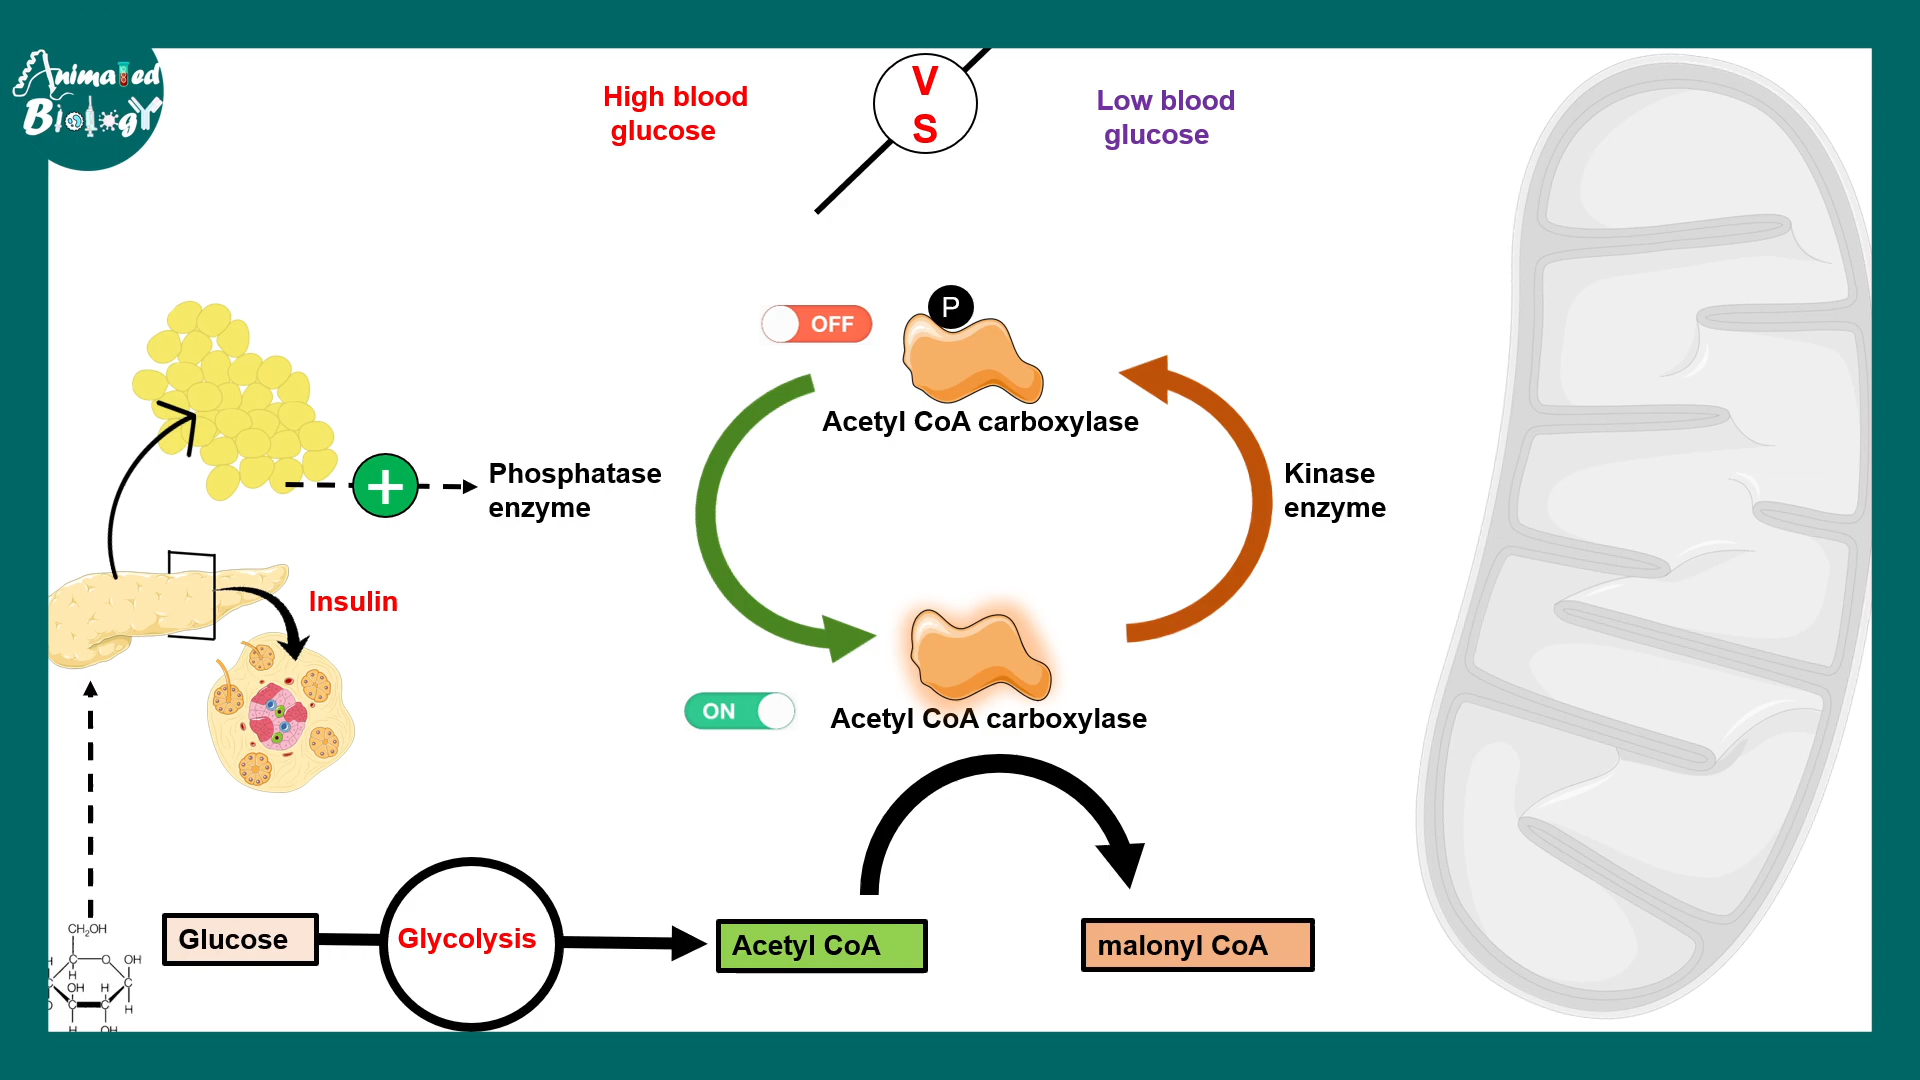 Animated
Biology
High blood
glucose
V
S
Low blood
glucose
OFF
P
Acetyl CoA carboxylase
Phosphatase
enzyme
Kinase
enzyme
Insulin
ON
Acetyl CoA carboxylase
Glucose
Glycolysis
Acetyl CoA
malonyl CoA
CH₂OH
H
C
O
OH
H
C
OH
H
C
O
C
C
H
H
OH